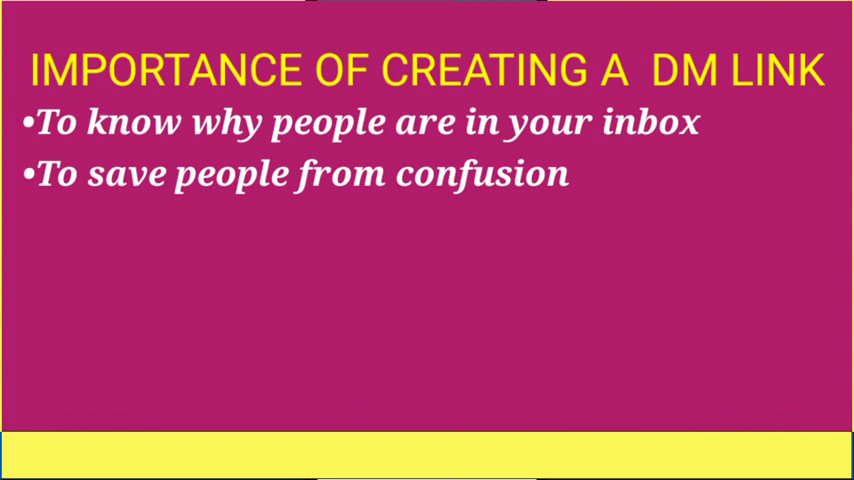 IMPORTANCE OF CREATING A DM LINK
•To know why people are in your inbox
•To save people from confusion